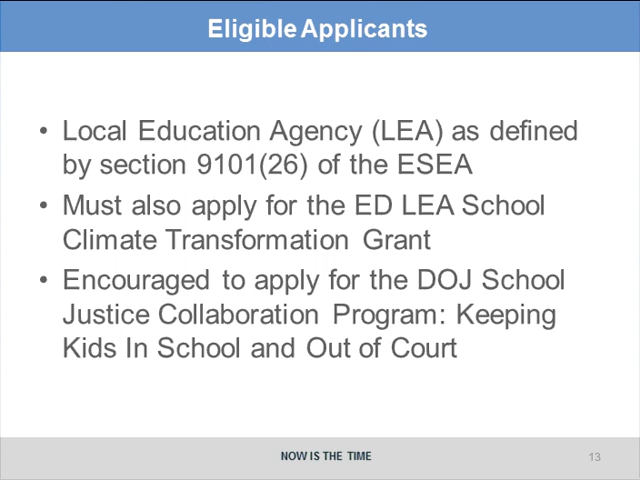 Eligible Applicants
• Local Education Agency (LEA) as defined
by section 9101(26) of the ESEA
• Must also apply for the ED LEA School
Climate Transformation Grant
• Encouraged to apply for the DOJ School
Justice Collaboration Program: Keeping
Kids In School and Out of Court
NOW IS THE TIME
13